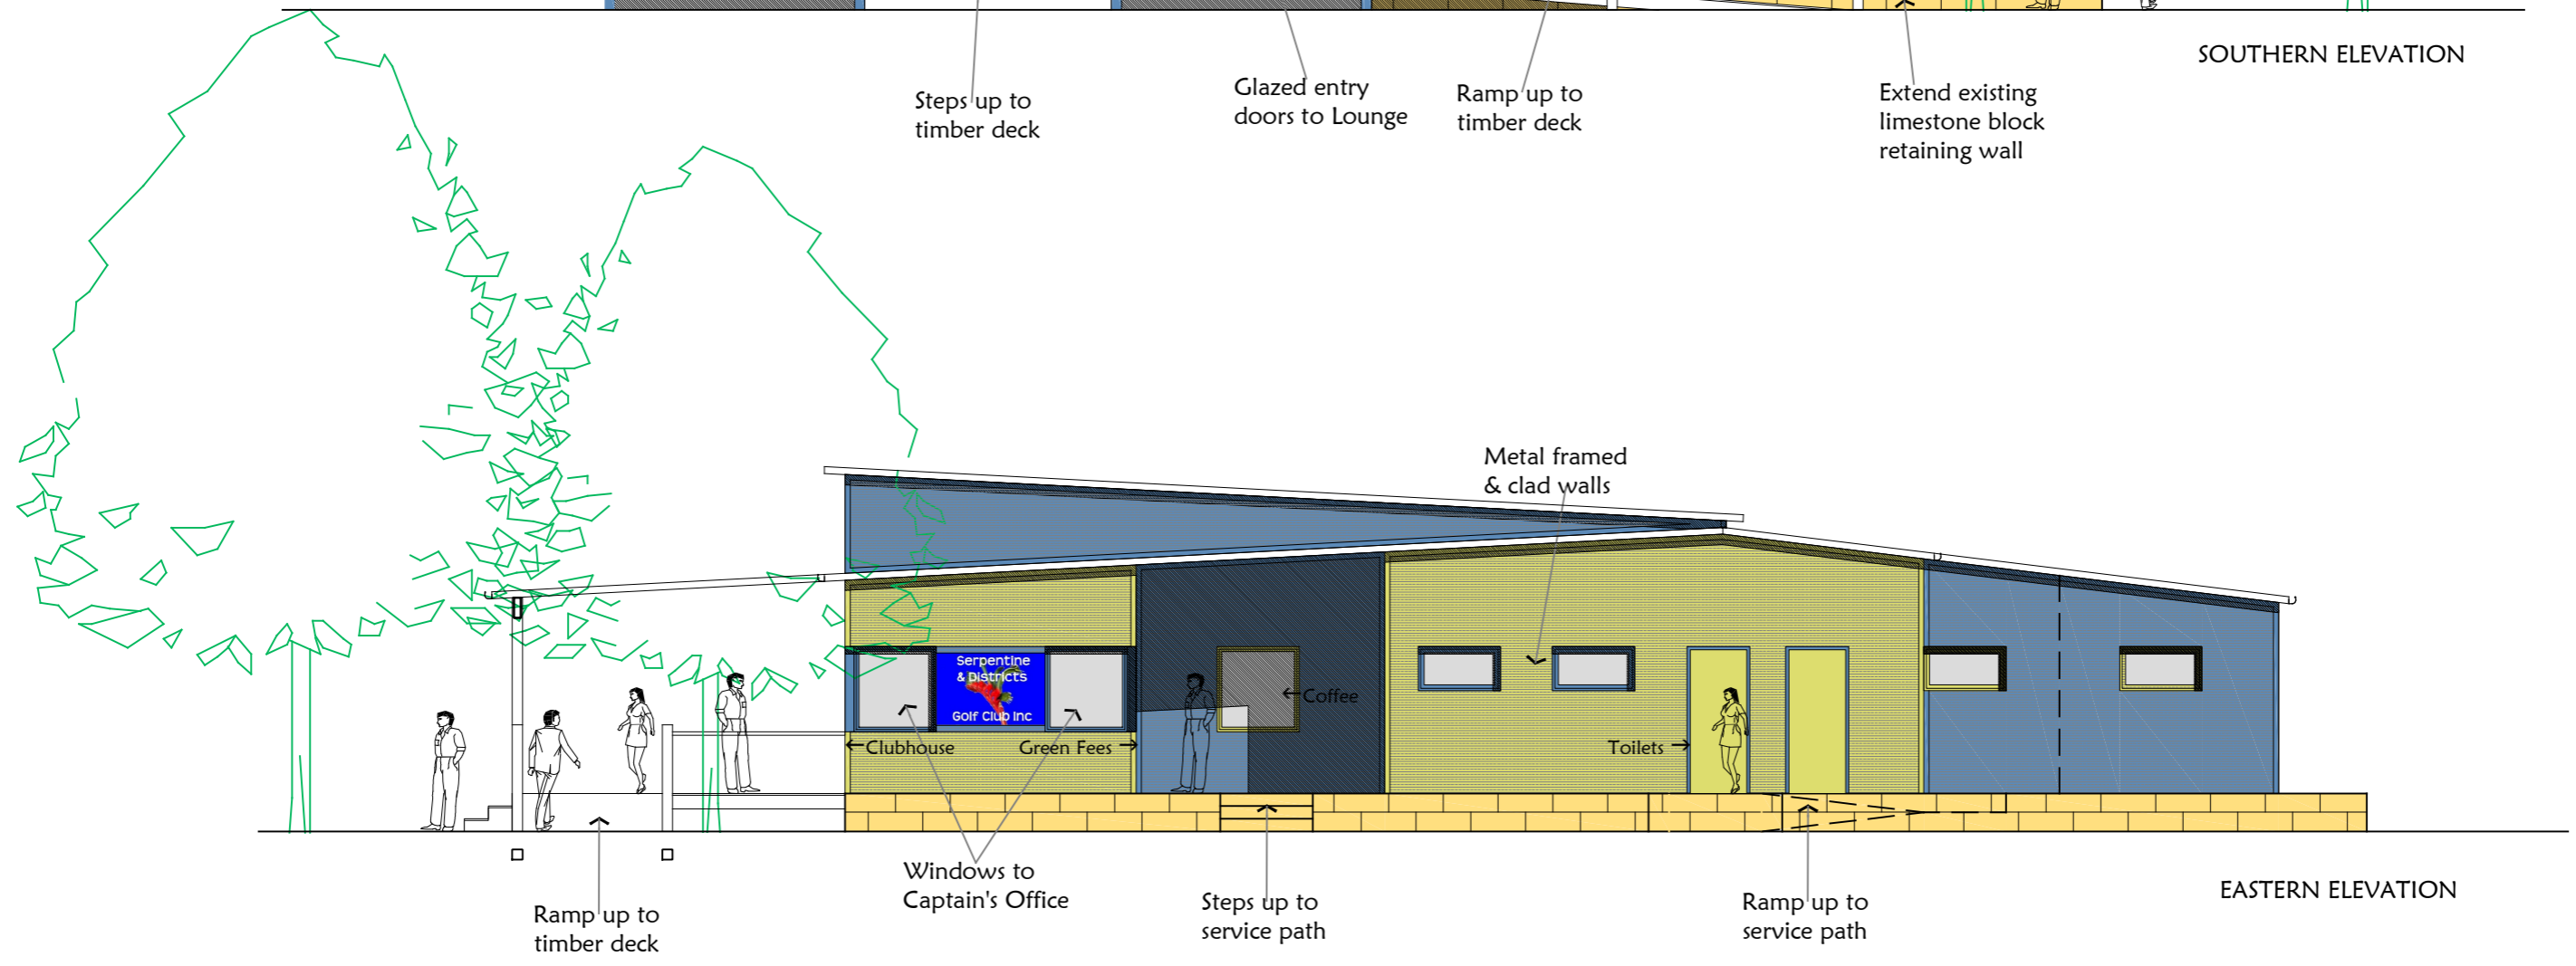 SOUTHERN ELEVATION
Steps up to
timber deck
Glazed entry
doors to Lounge
Ramp up to
timber deck
Extend existing
limestone block
retaining wall
Metal framed
& clad walls
Serpentine
& Districts
Golf Club Inc
←Coffee
←Clubhouse
Green Fees →
Toilets →
Windows to
Captain's Office
Steps up to
service path
Ramp up to
service path
EASTERN ELEVATION
Ramp up to
timber deck